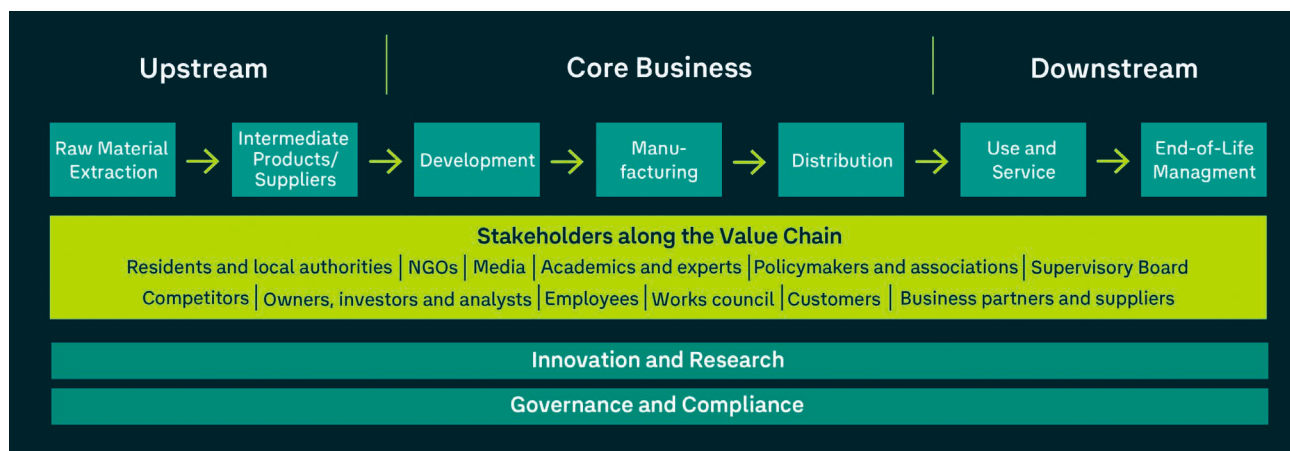 Upstream
Core Business
Downstream
Raw Material
Extraction
Intermediate
Products/
Suppliers
Development
Manu-
facturing
Distribution
Use and
Service
End-of-Life
Managment
Stakeholders along the Value Chain
Residents and local authorities | NGOs | Media | Academics and experts | Policymakers and associations | Supervisory Board
Competitors | Owners, investors and analysts | Employees | Works council | Customers | Business partners and suppliers
Innovation and Research
Governance and Compliance